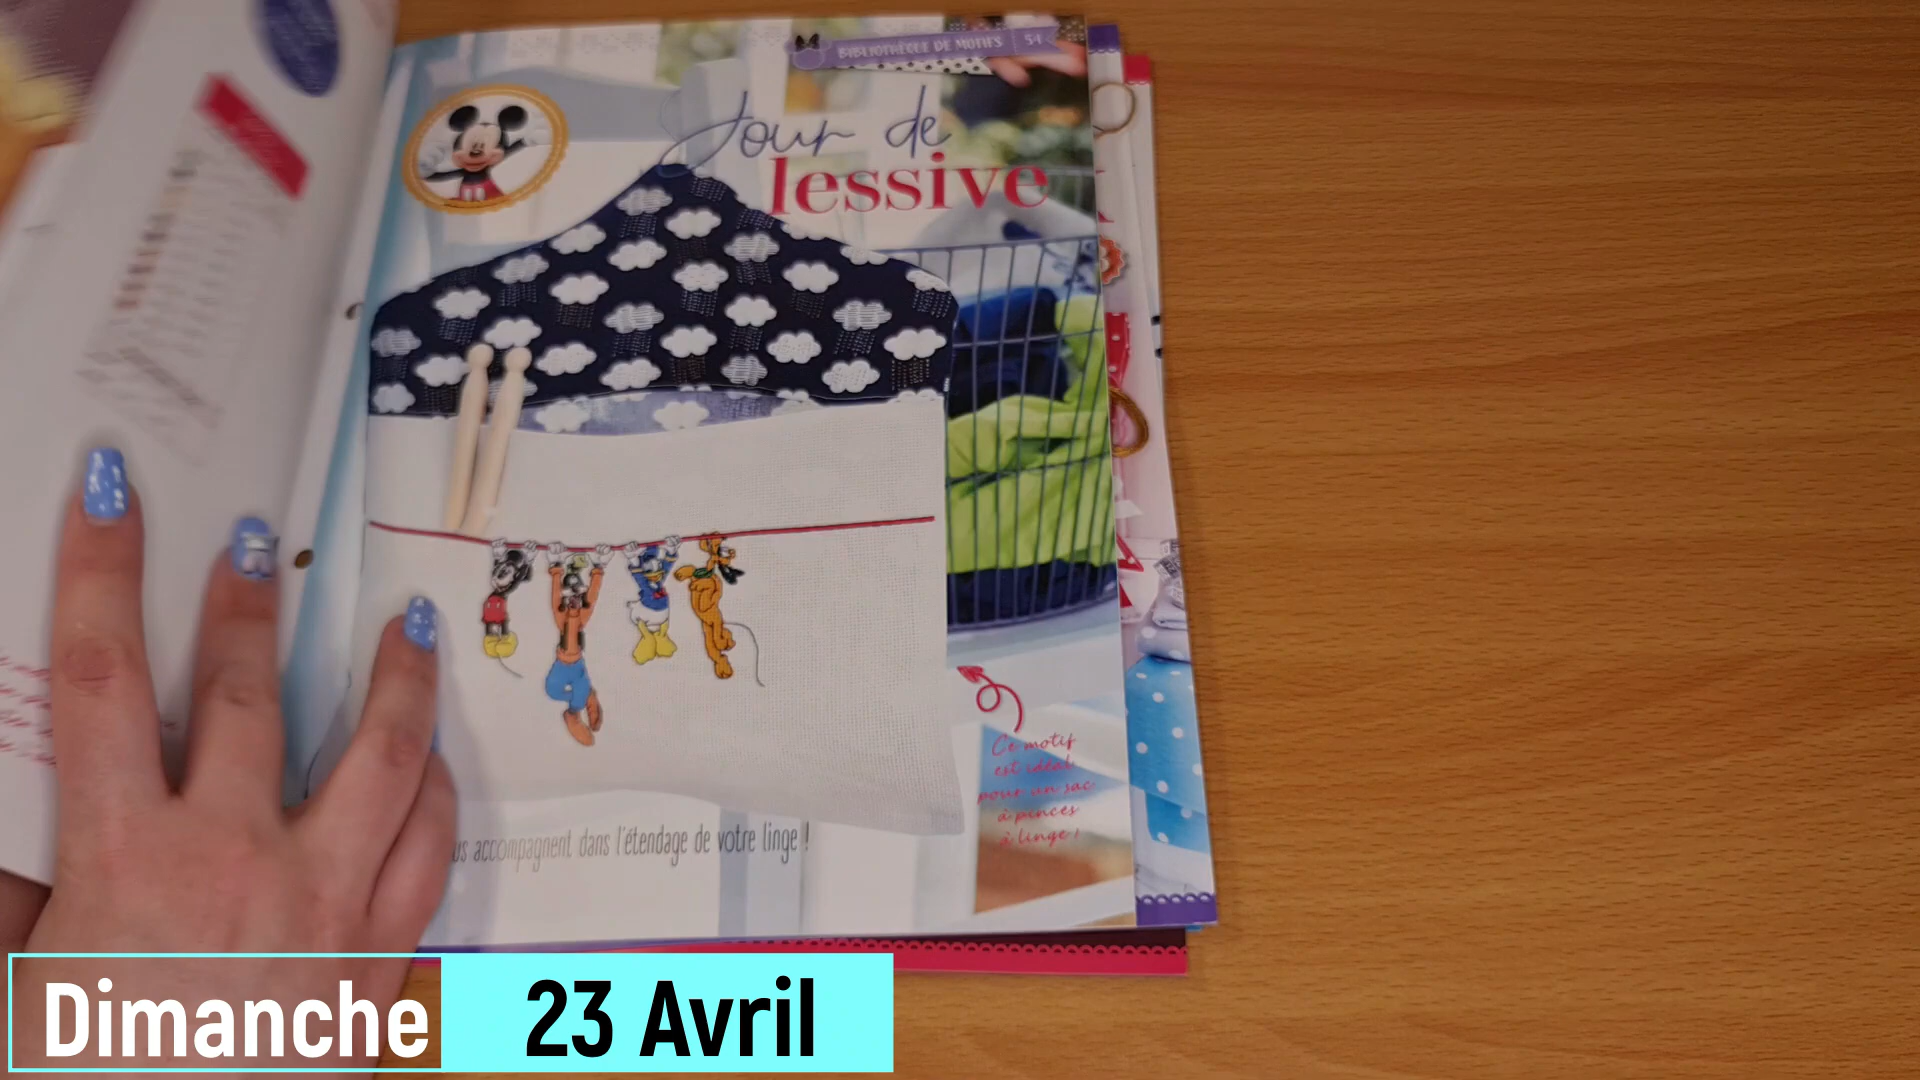 BIBLIOTHÈQUE DE MOTIFS 54
Jour de
lessive
Ce motif
est idéal
pour un sac
à pinces
à linge !
us accompagnent dans l'étendage de votre linge !
Dimanche 23 Avril